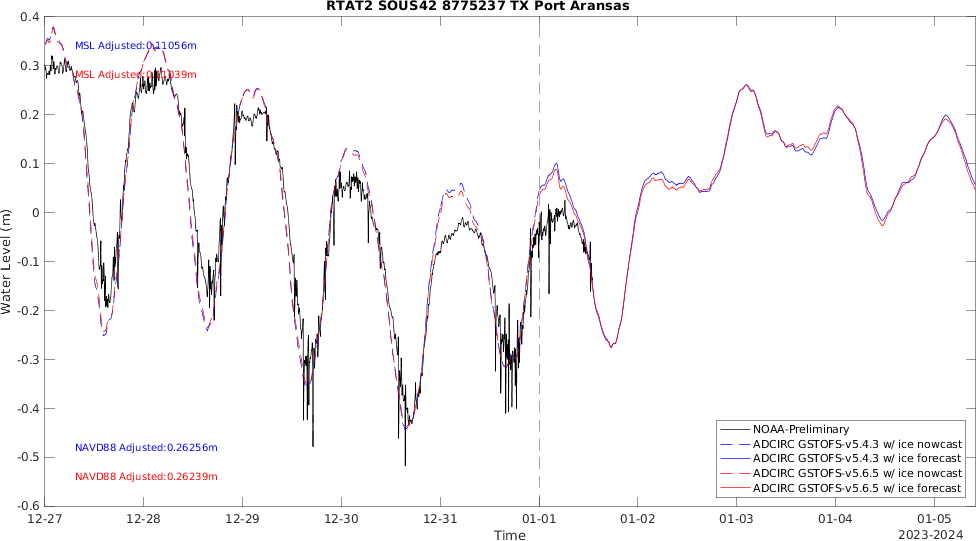 RTAT2 SOUS42 8775237 TX Port Aransas
0.4
0.3
0.2
0.1
0
-0.1
-0.2
-0.3
-0.4
-0.5
-0.6
Water Level (m)
MSL Adjusted:0.11056m
MSL Adjusted:0.11039m
NAVD88 Adjusted:0.26256m
NAVD88 Adjusted:0.26239m
NOAA-Preliminary
ADCIRC GSTOFS-v5.4.3 w/ ice nowcast
ADCIRC GSTOFS-v5.4.3 w/ ice forecast
ADCIRC GSTOFS-v5.6.5 w/ ice nowcast
ADCIRC GSTOFS-v5.6.5 w/ ice forecast
12-27 12-28 12-29 12-30 12-31 01-01 01-02 01-03 01-04 01-05
2023-2024
Time